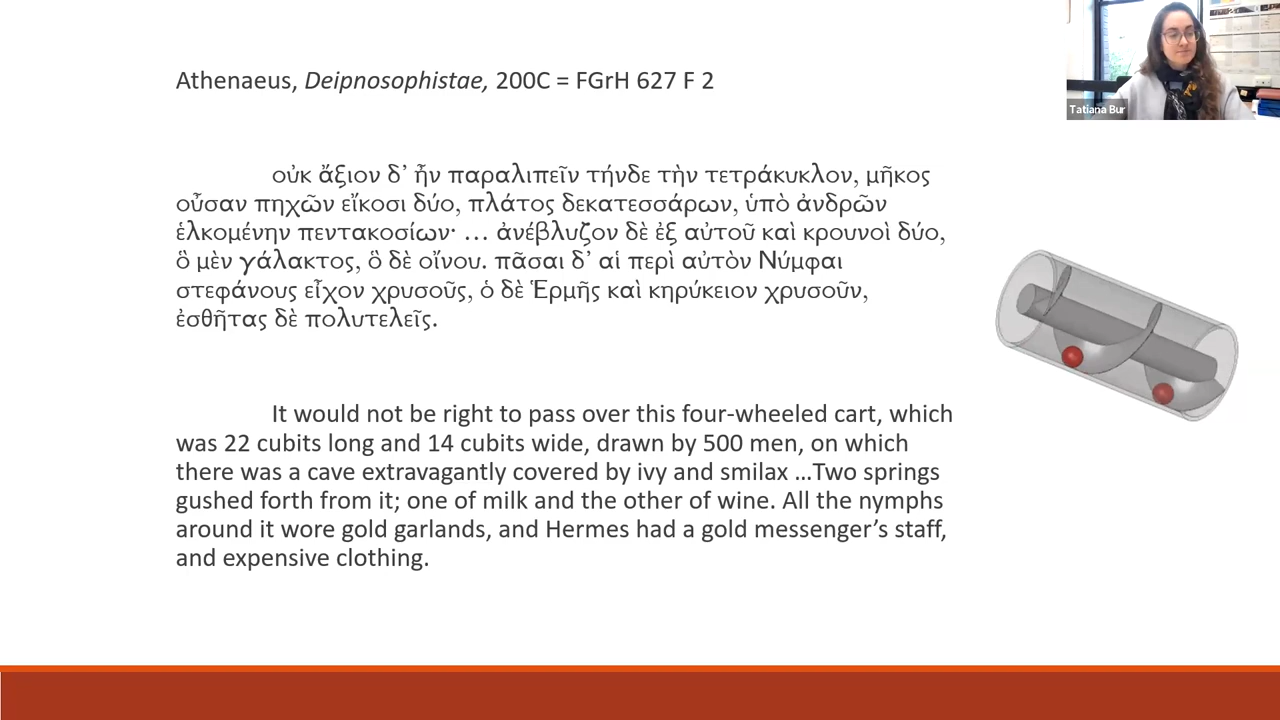 Athenaeus, Deipnosophistae, 200C = FGrH 627 F 2
Tatiana Bur
οὐκ ἄξιον δ’ ἦν παραλιπεῖν τήνδε τὴν τετράκυκλον, μῆκος
οὖσαν πηχῶν εἴκοσι δύο, πλάτος δεκατεσσάρων, ὑπὸ ἀνδρῶν
ἑλκομένην πεντακοσίων· … ἀνέβλυζον δὲ ἐξ αὐτοῦ καὶ κρουνοὶ δύο,
ὃ μὲν γάλακτος, ὃ δὲ οἴνου. πᾶσαι δ’ αἱ περὶ αὐτὸν Νύμφαι
στεφάνους εἶχον χρυσοῦς, ὁ δὲ Ἑρμῆς καὶ κηρύκειον χρυσοῦν,
ἐσθῆτας δὲ πολυτελεῖς.
It would not be right to pass over this four-wheeled cart, which
was 22 cubits long and 14 cubits wide, drawn by 500 men, on which
there was a cave extravagantly covered by ivy and smilax …Two springs
gushed forth from it; one of milk and the other of wine. All the nymphs
around it wore gold garlands, and Hermes had a gold messenger’s staff,
and expensive clothing.